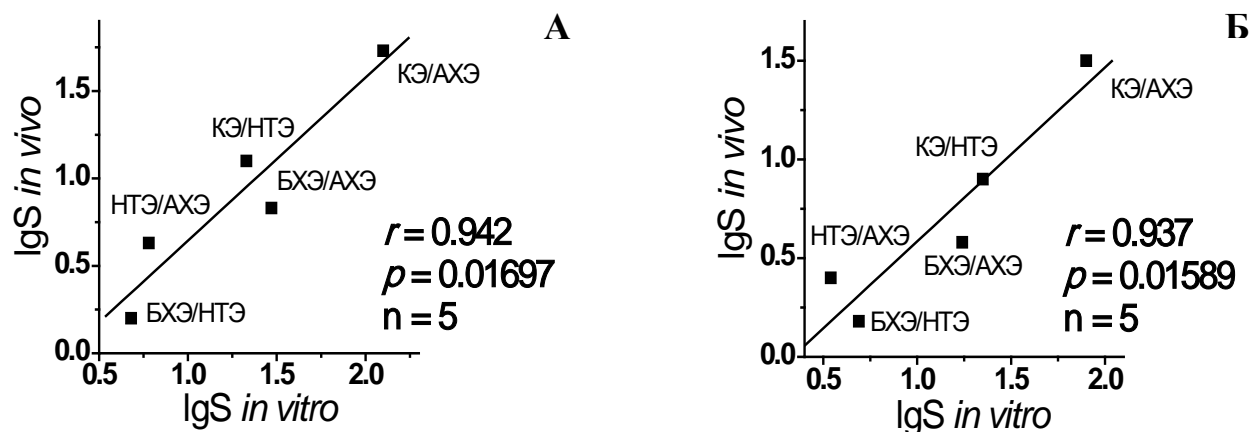 А
1.5
1.0
0.5
0.0
lgS in vivo
КЭ/АХЭ
КЭ/НТЭ
БХЭ/АХЭ
НТЭ/АХЭ
БХЭ/НТЭ
r = 0.942
p = 0.01697
n = 5
0.5 1.0 1.5 2.0
lgS in vitro
Б
1.5
1.0
0.5
0.0
lgS in vivo
КЭ/АХЭ
КЭ/НТЭ
НТЭ/АХЭ
БХЭ/АХЭ
БХЭ/НТЭ
r = 0.937
p = 0.01589
n = 5
0.5 1.0 1.5 2.0
lgS in vitro